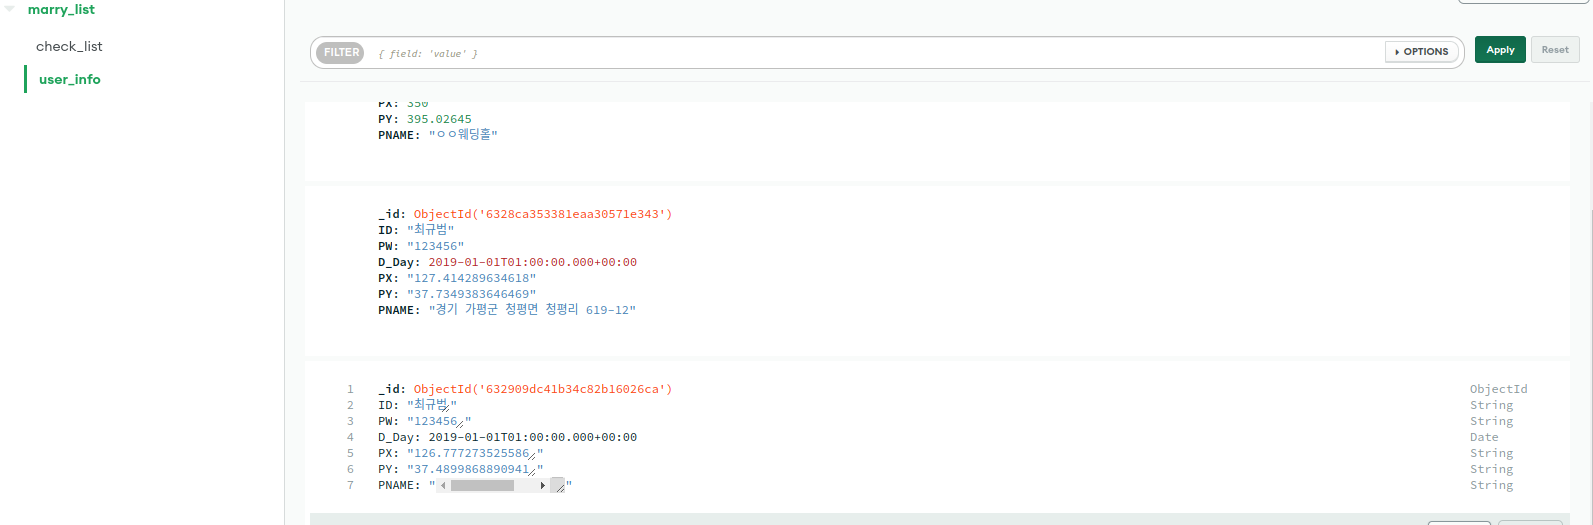 marry_list
check_list
user_info
FILTER { field: 'value' } OPTIONS Apply Reset
PX: 350
PY: 395.02645
PNAME: "ㅇㅇ웨딩홀"
_id: ObjectId('6328ca353381eaa30571e343')
ID: "최규범"
PW: "123456"
D_Day: 2019-01-01T01:00:00.000+00:00
PX: "127.414289634618"
PY: "37.7349383646469"
PNAME: "경기 가평군 청평면 청평리 619-12"
1 _id: ObjectId('632909dc41b34c82b16026ca') ObjectId
2 ID: "최규범" String
3 PW: "123456" String
4 D_Day: 2019-01-01T01:00:00.000+00:00 Date
5 PX: "126.777273525586" String
6 PY: "37.4899868890941" String
7 PNAME: "" String